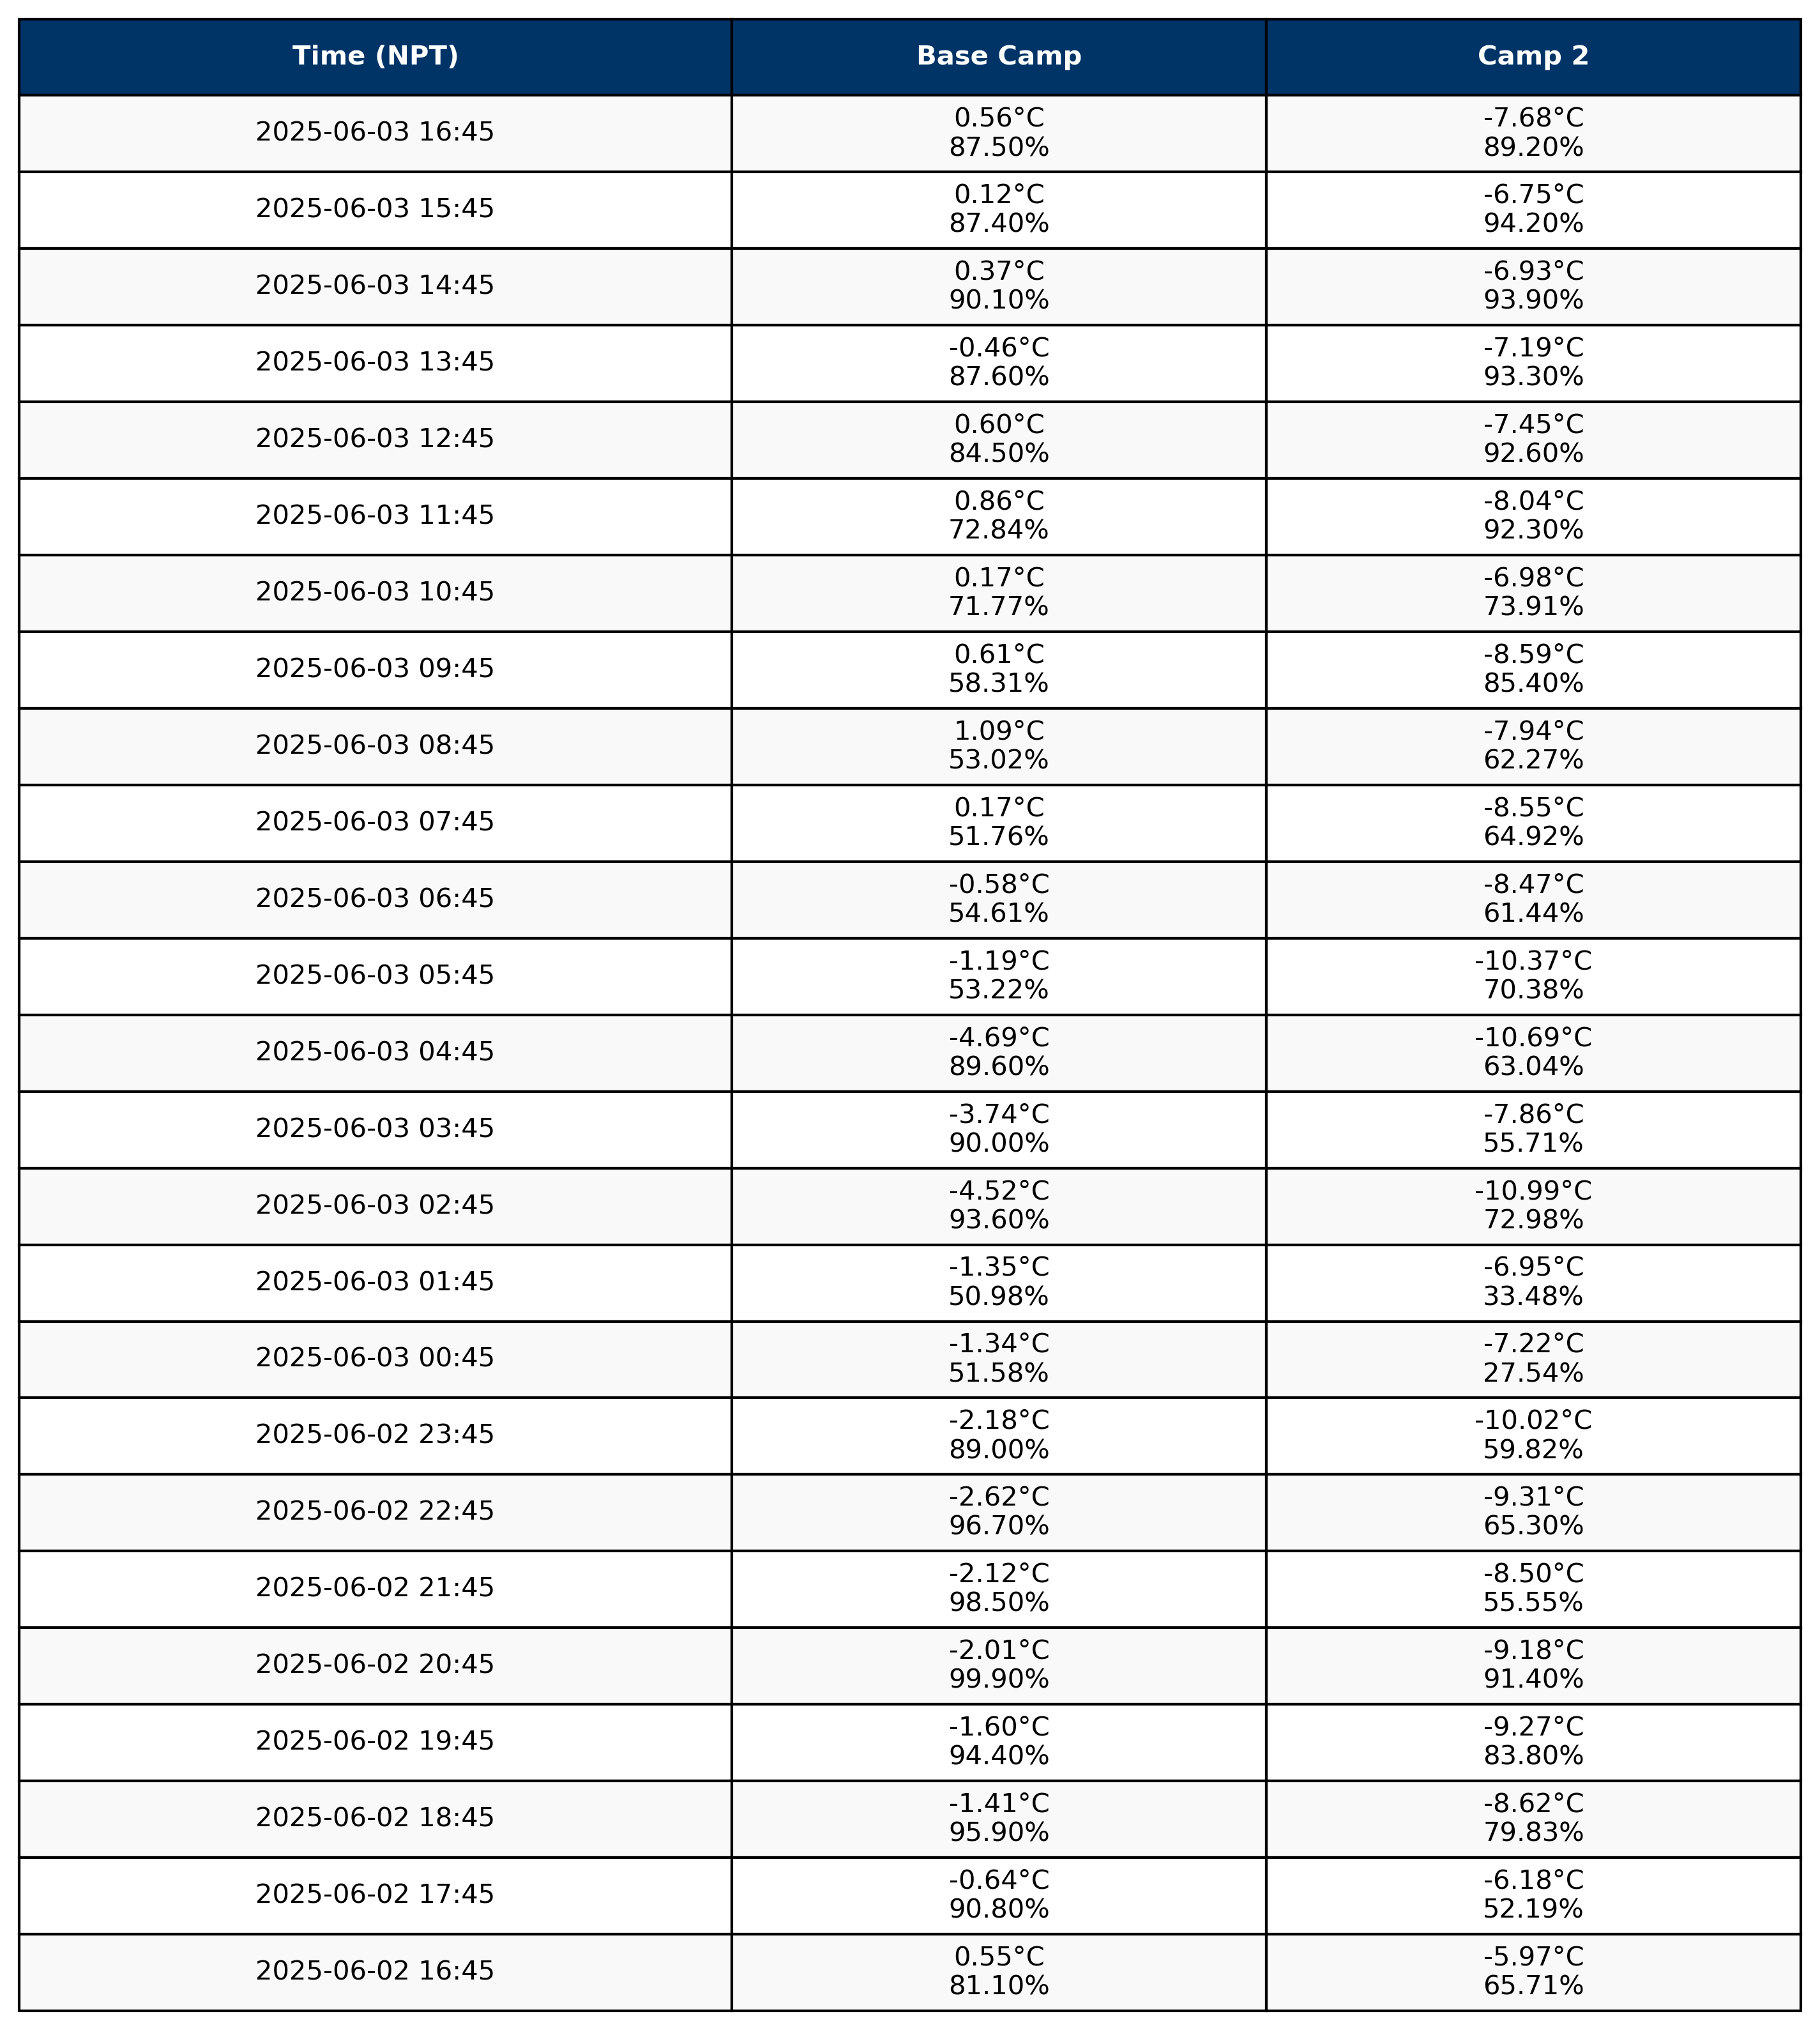 Time (NPT) Base Camp Camp 2
2025-06-03 16:45 0.56°C -7.68°C
87.50% 89.20%
2025-06-03 15:45 0.12°C -6.75°C
87.40% 94.20%
2025-06-03 14:45 0.37°C -6.93°C
90.10% 93.90%
2025-06-03 13:45 -0.46°C -7.19°C
87.60% 93.30%
2025-06-03 12:45 0.60°C -7.45°C
84.50% 92.60%
2025-06-03 11:45 0.86°C -8.04°C
72.84% 92.30%
2025-06-03 10:45 0.17°C -6.98°C
71.77% 73.91%
2025-06-03 09:45 0.61°C -8.59°C
58.31% 85.40%
2025-06-03 08:45 1.09°C -7.94°C
53.02% 62.27%
2025-06-03 07:45 0.17°C -8.55°C
51.76% 64.92%
2025-06-03 06:45 -0.58°C -8.47°C
54.61% 61.44%
2025-06-03 05:45 -1.19°C -10.37°C
53.22% 70.38%
2025-06-03 04:45 -4.69°C -10.69°C
89.60% 63.04%
2025-06-03 03:45 -3.74°C -7.86°C
90.00% 55.71%
2025-06-03 02:45 -4.52°C -10.99°C
93.60% 72.98%
2025-06-03 01:45 -1.35°C -6.95°C
50.98% 33.48%
2025-06-03 00:45 -1.34°C -7.22°C
51.58% 27.54%
2025-06-02 23:45 -2.18°C -10.02°C
89.00% 59.82%
2025-06-02 22:45 -2.62°C -9.31°C
96.70% 65.30%
2025-06-02 21:45 -2.12°C -8.50°C
98.50% 55.55%
2025-06-02 20:45 -2.01°C -9.18°C
99.90% 91.40%
2025-06-02 19:45 -1.60°C -9.27°C
94.40% 83.80%
2025-06-02 18:45 -1.41°C -8.62°C
95.90% 79.83%
2025-06-02 17:45 -0.64°C -6.18°C
90.80% 52.19%
2025-06-02 16:45 0.55°C -5.97°C
81.10% 65.71%